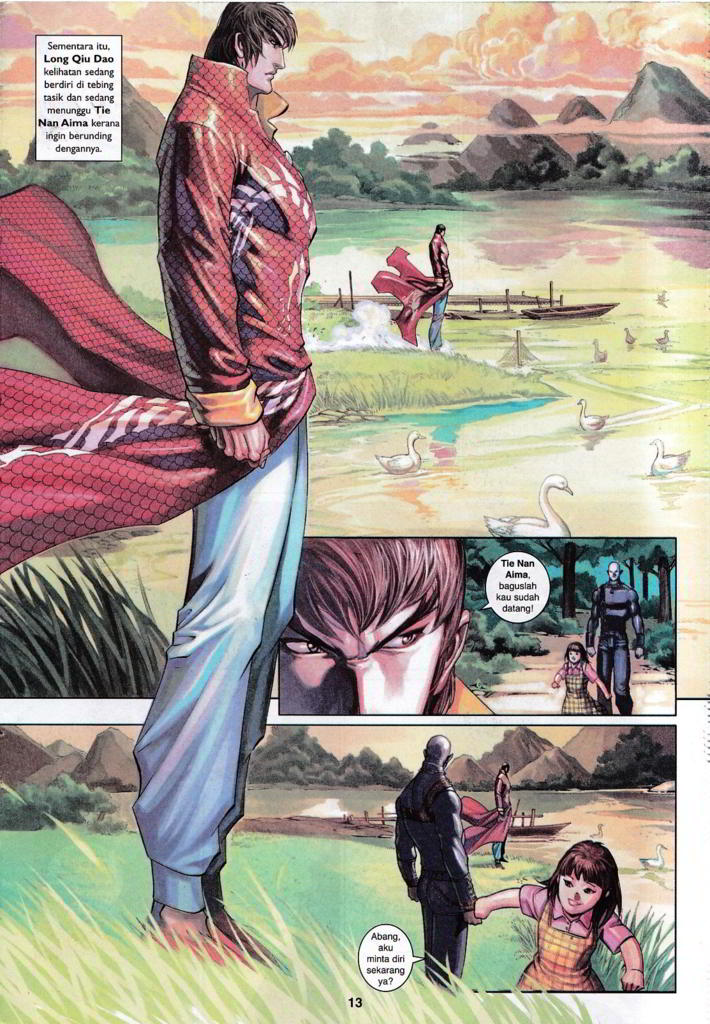 Sementara itu,
Long Qiu Dao
kelihatan sedang
berdiri di tebing
tasik dan sedang
menunggu Tie
Nan Aima kerana
ingin berunding
dengannya.
Tie Nan
Aima,
baguslah
kau sudah
datang!
Abang,
aku
minta diri
sekarang
ya?
13